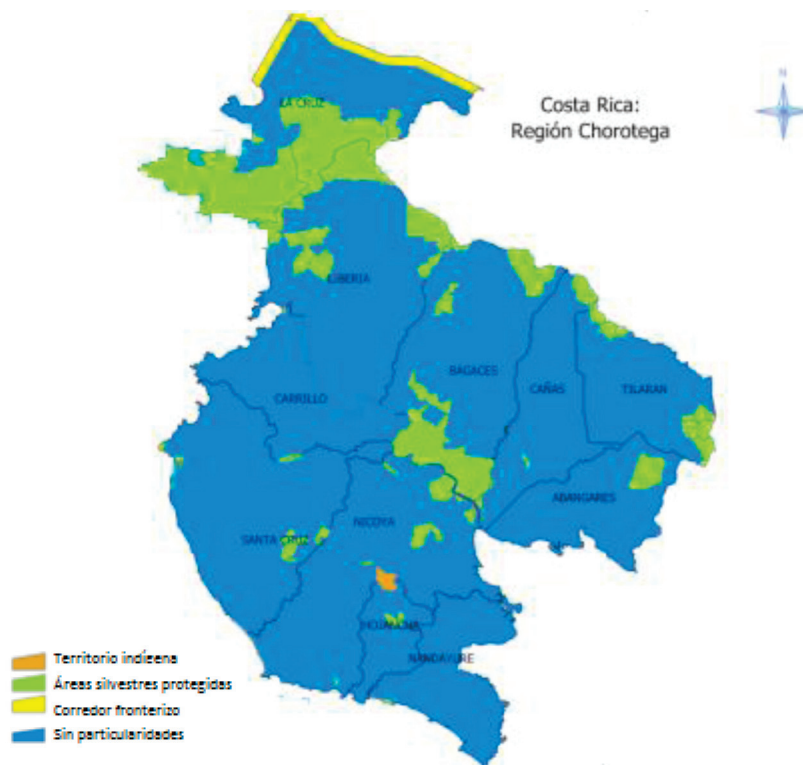 N
Costa Rica:
Región Chorotega
LA CRUZ
LIBERIA
BAGACES
CARRILLO
CAÑAS
TILARAN
ABANGARES
NICOYA
SANTA CRUZ
HOJANCHA
NANDAYURE
Territorio indígena
Áreas silvestres protegidas
Corredor fronterizo
Sin particularidades